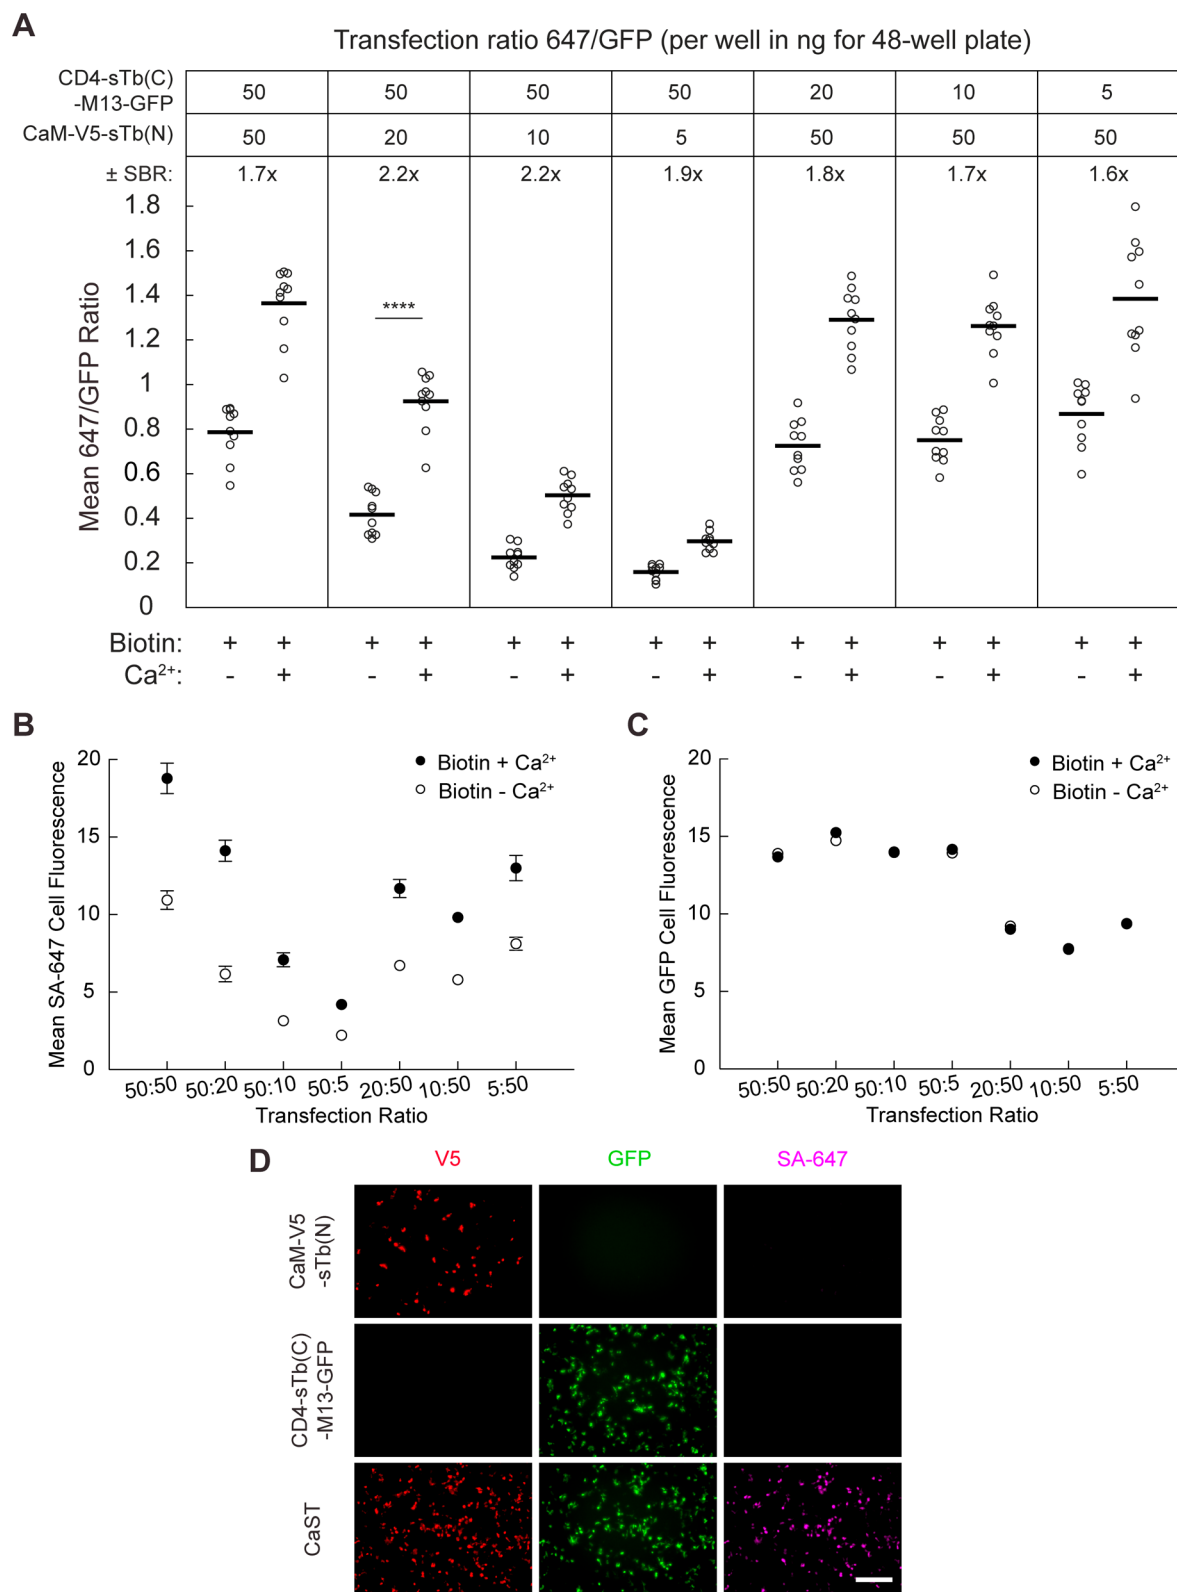 A
Transfection ratio 647/GFP (per well in ng for 48-well plate)
CD4-sTb(C)
-M13-GFP
50 50 50 50 20 10 5
CaM-V5-sTb(N) 50 20 10 5 50 50 50
± SBR: 1.7x 2.2x 2.2x 1.9x 1.8x 1.7x 1.6x
Mean 647/GFP Ratio
1.8
1.6
1.4
1.2
1
0.8
0.6
0.4
0.2
0
****
Biotin: + + + + + + + + + + + + + +
Ca²⁺: - + - + - + - + - + - + - +
B
Mean SA-647 Cell Fluorescence
20
15
10
5
0
Biotin + Ca²⁺
Biotin - Ca²⁺
50:50 50:20 50:10 50:5 20:50 10:50 5:50
Transfection Ratio
C
Mean GFP Cell Fluorescence
20
15
10
5
0
Biotin + Ca²⁺
Biotin - Ca²⁺
50:50 50:20 50:10 50:5 20:50 10:50 5:50
Transfection Ratio
D
V5 GFP SA-647
CaM-V5
-sTb(N)
CD4-sTb(C)
-M13-GFP
CaST